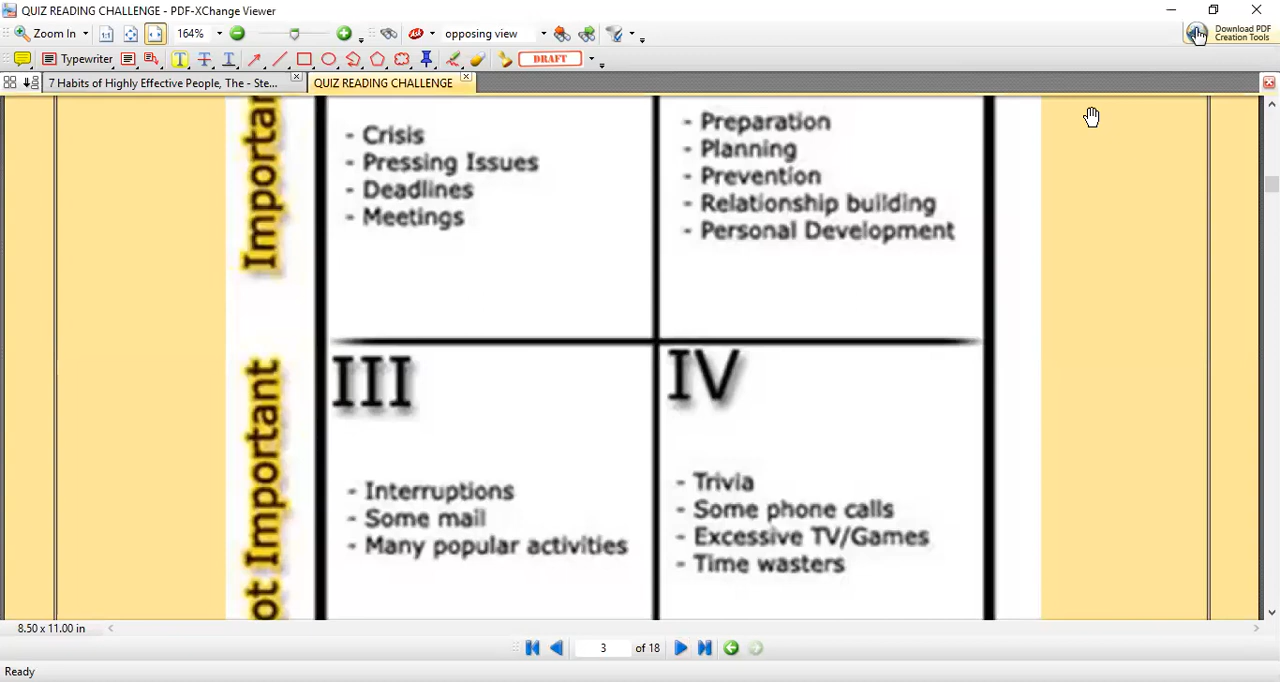 QUIZ READING CHALLENGE - PDF-XChange Viewer
Zoom In
164%
opposing view
Download PDF
Creation Tools
Typewriter
DRAFT
7 Habits of Highly Effective People, The - Ste...
QUIZ READING CHALLENGE
Importa
- Crisis
- Pressing Issues
- Deadlines
- Meetings
- Preparation
- Planning
- Prevention
- Relationship building
- Personal Development
ot Important
III
- Interruptions
- Some mail
- Many popular activities
IV
- Trivia
- Some phone calls
- Excessive TV/Games
- Time wasters
8.50 x 11.00 in
3
of 18
Ready